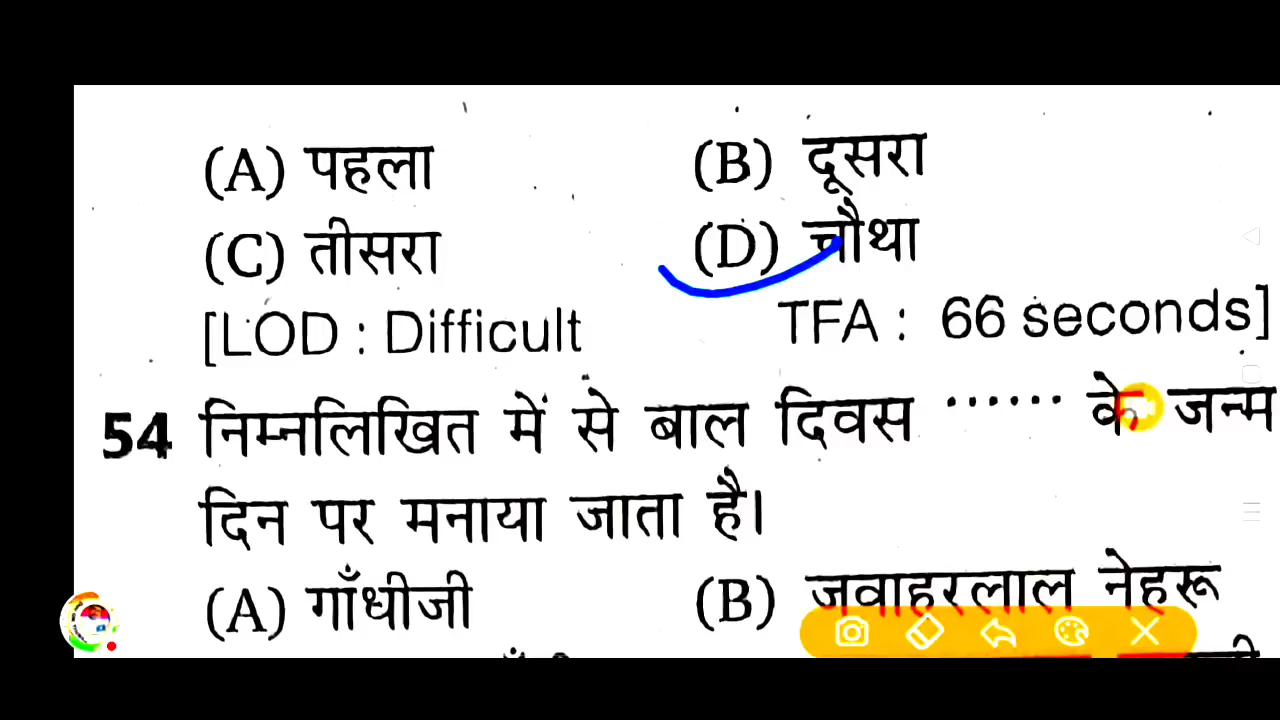 (A) पहला (B) दूसरा
(C) तीसरा (D) चौथा
[LOD : Difficult TFA : 66 seconds]
54 निम्नलिखित में से बाल दिवस ...... के जन्म
दिन पर मनाया जाता है।
(A) गाँधीजी (B) जवाहरलाल नेहरू